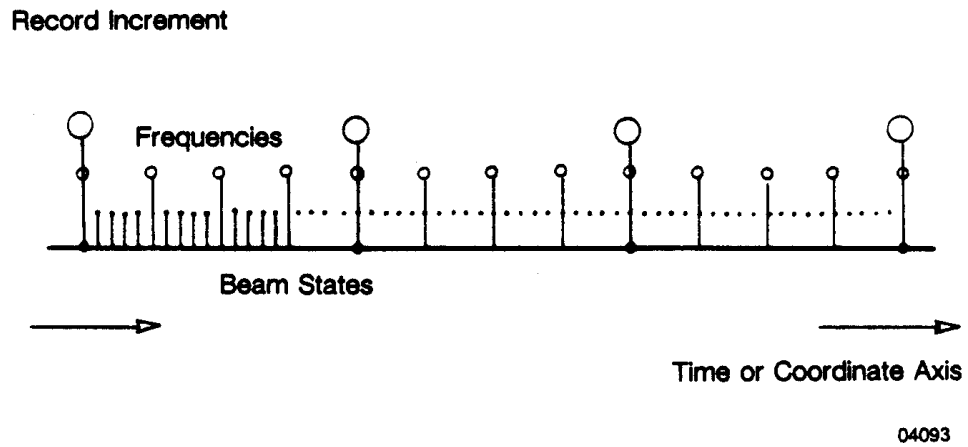 Record Increment
Frequencies
Beam States
Time or Coordinate Axis
04093